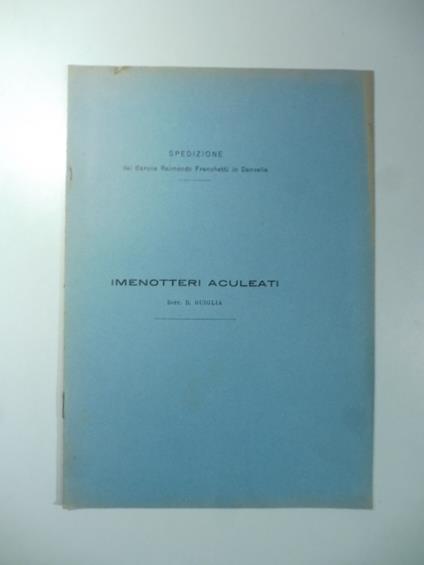 SPEDIZIONE
del Barone Raimondo Franchetti in Dancalia
IMENOTTERI ACULEATI
Dott. D. GUIGLIA